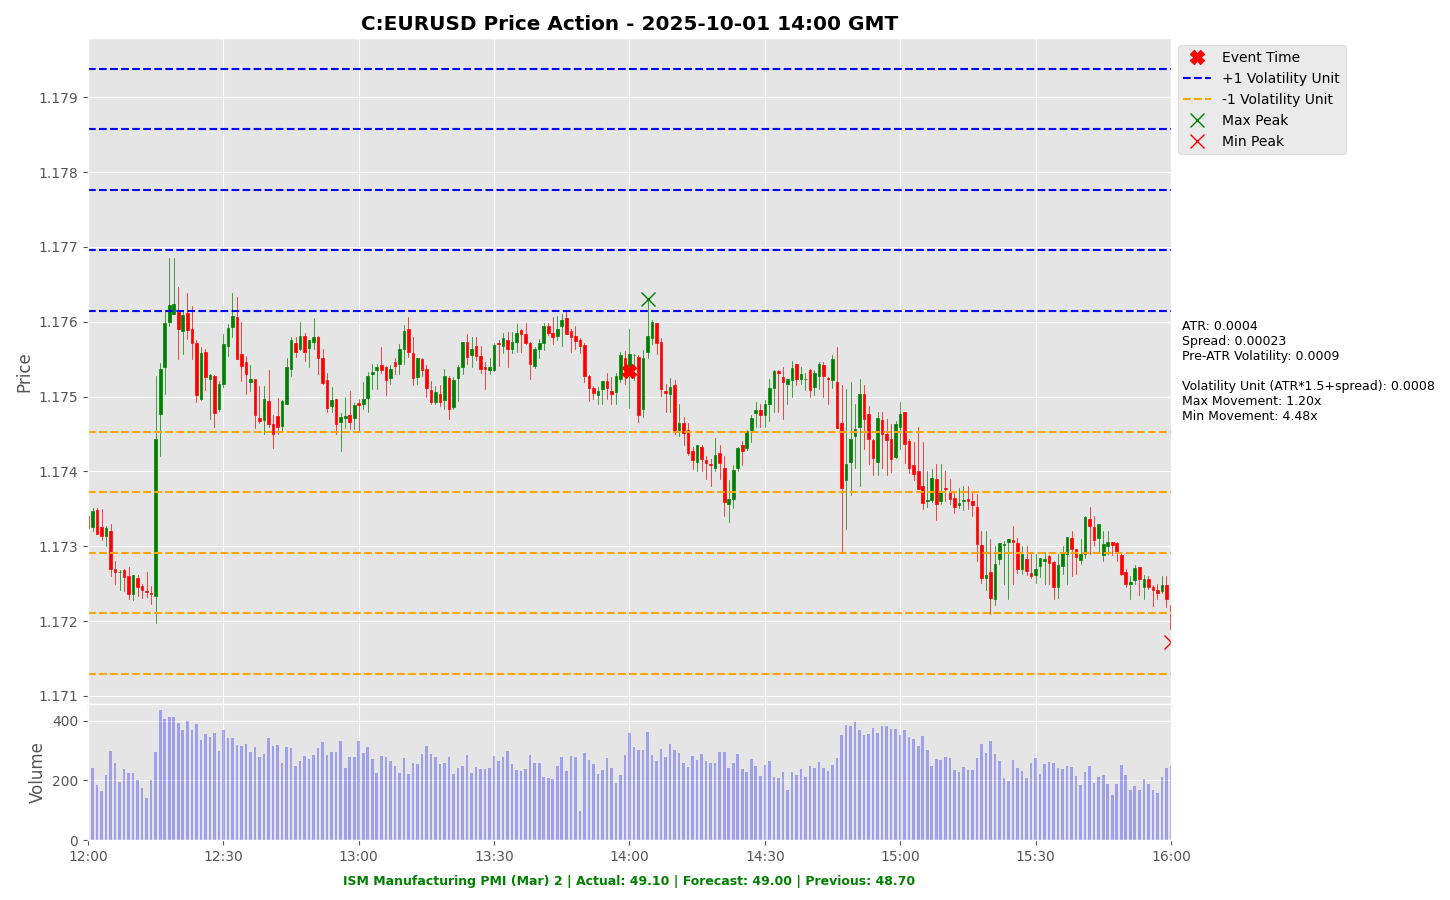 C:EURUSD Price Action - 2025-10-01 14:00 GMT
Event Time
+1 Volatility Unit
-1 Volatility Unit
Max Peak
Min Peak
Price
1.179
1.178
1.177
1.176
1.175
1.174
1.173
1.172
1.171
ATR: 0.0004
Spread: 0.00023
Pre-ATR Volatility: 0.0009
Volatility Unit (ATR*1.5+spread): 0.0008
Max Movement: 1.20x
Min Movement: 4.48x
Volume
400
200
0
12:00 12:30 13:00 13:30 14:00 14:30 15:00 15:30 16:00
ISM Manufacturing PMI (Mar) 2 | Actual: 49.10 | Forecast: 49.00 | Previous: 48.70